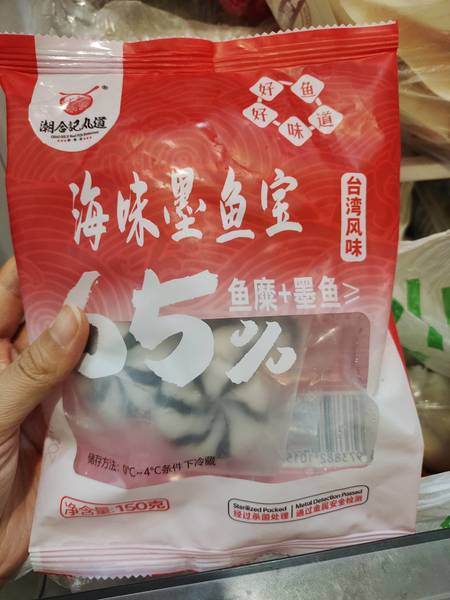 潮合記丸道
好 鱼
好 味 道
海味墨鱼宝
台湾风味
鱼糜+墨鱼≥
65%
储存方法:0℃~4℃条件下冷藏
净含量:150克
Sterilized Packed
经过杀菌处理
Metal Detection Passed
通过金属安全检测